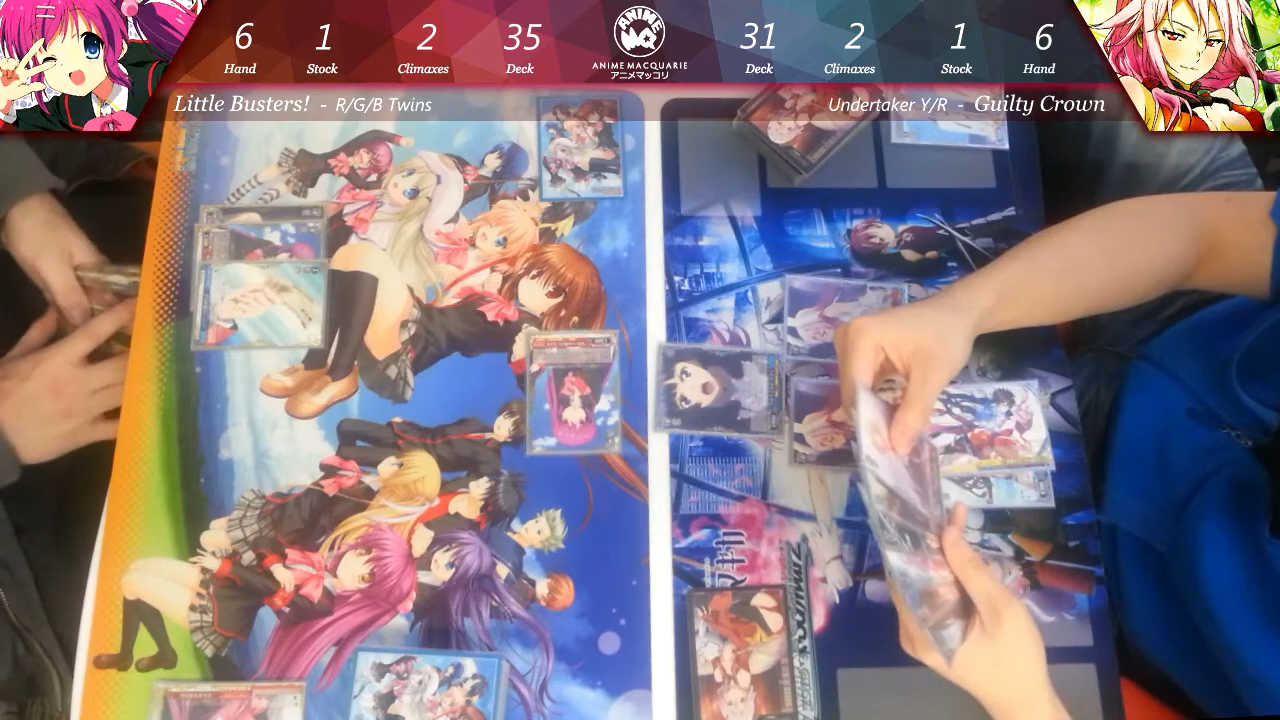 6 1 2 35
Hand Stock Climaxes Deck
ANIME
MQ
ANIME MACQUARIE
アニメマッコリ
31 2 1 6
Deck Climaxes Stock Hand
Little Busters! - R/G/B Twins
Undertaker Y/R - Guilty Crown